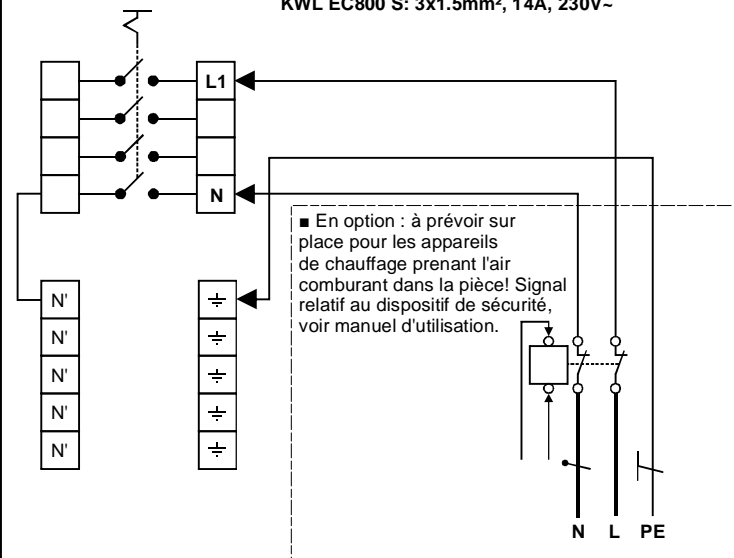 KWL EC800 S: 3x1.5mm², 14A, 230V~
L1
N
■ En option : à prévoir sur
place pour les appareils
de chauffage prenant l'air
comburant dans la pièce! Signal
relatif au dispositif de sécurité,
voir manuel d'utilisation.
N'
N'
N'
N'
N'
N L PE